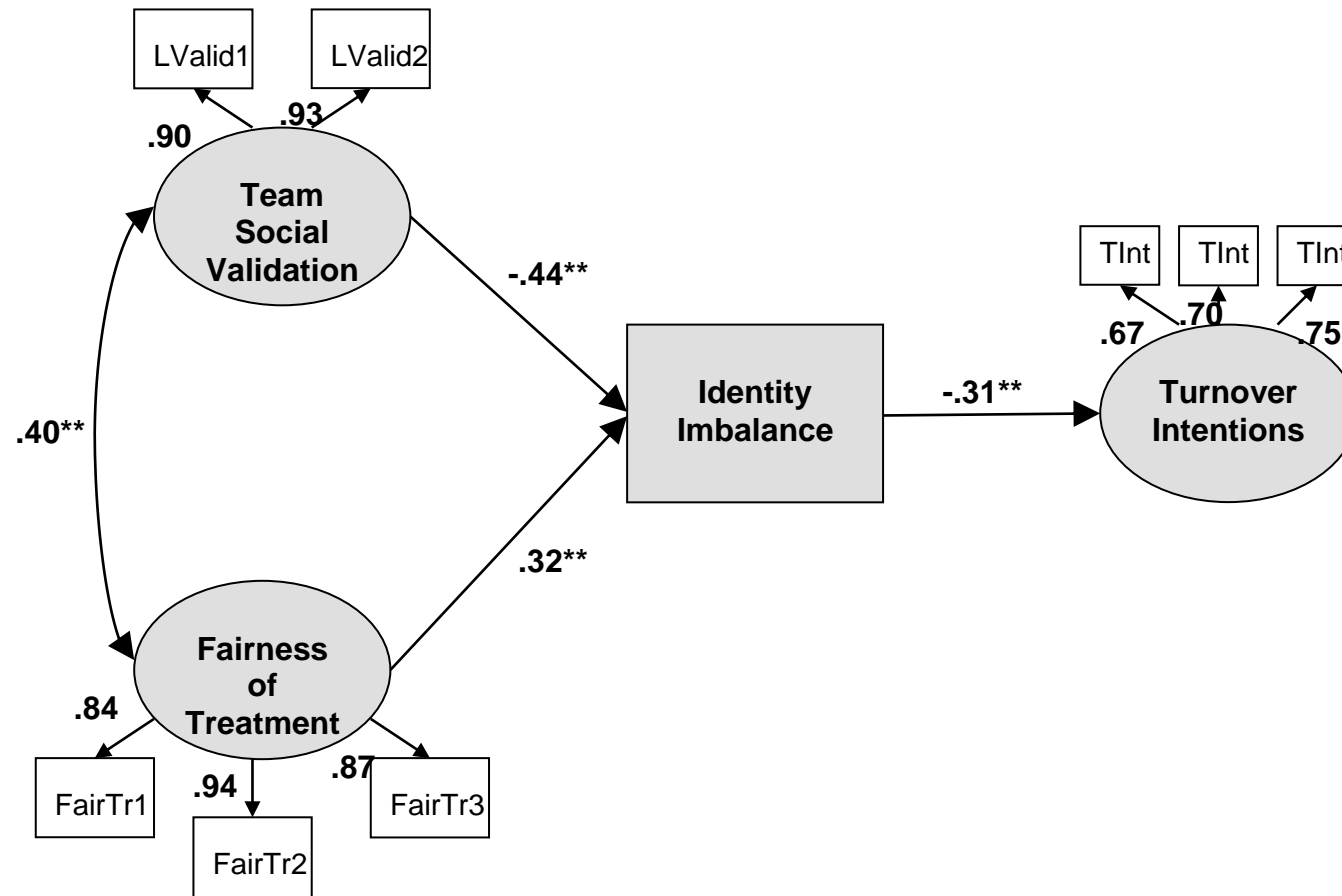 LValid1
LValid2
.90
.93
Team
Social
Validation
-.44**
.40**
Identity
Imbalance
-.31**
TInt
TInt
TInt
.67
.70
.75
Turnover
Intentions
.32**
Fairness
of
Treatment
.84
.94
.87
FairTr1
FairTr2
FairTr3